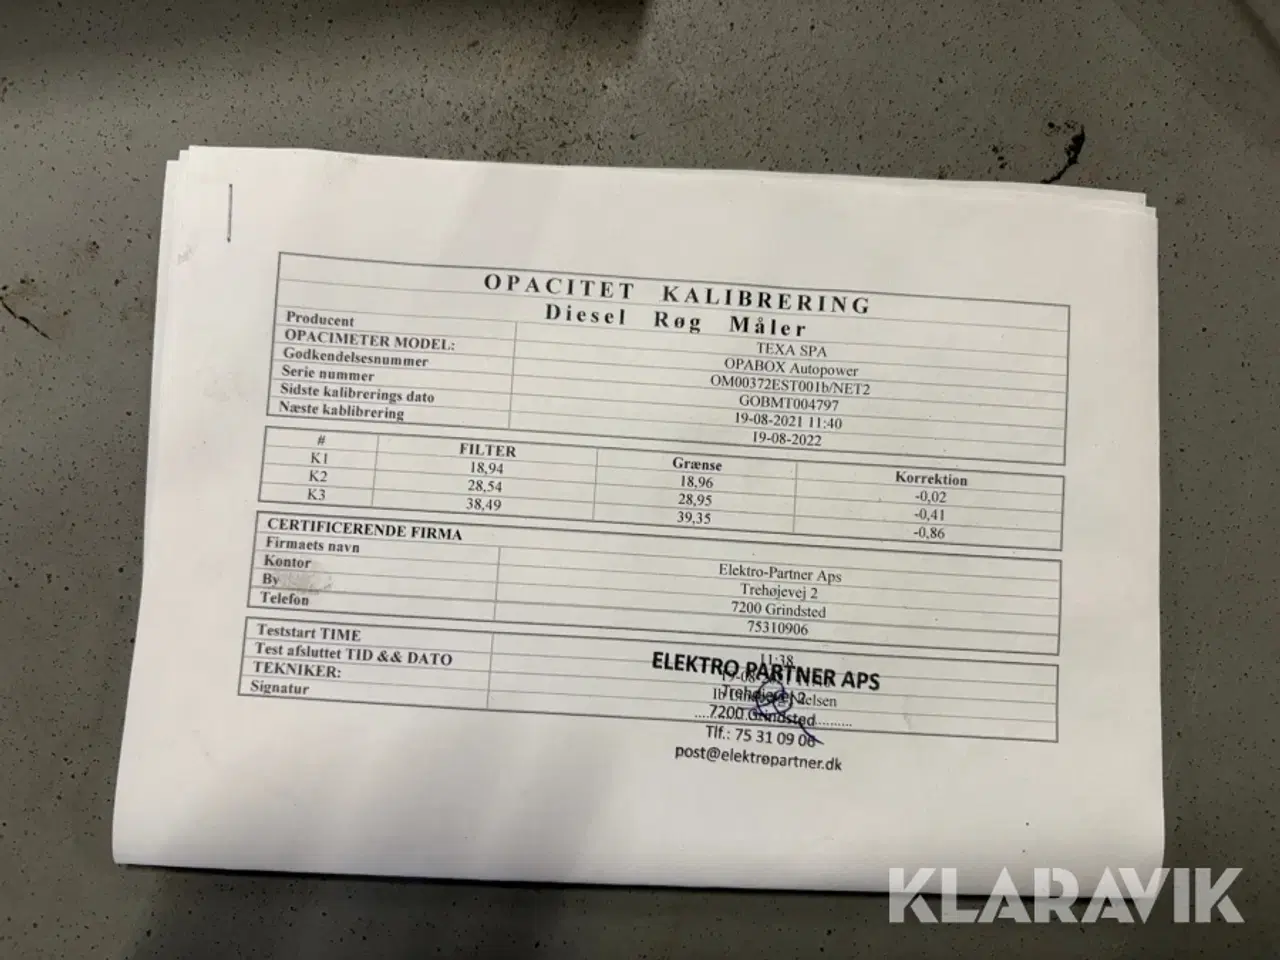 OPACITET KALIBRERING
Diesel Røg Måler
Producent TEXA SPA
OPACIMETER MODEL: OPABOX Autopower
Godkendelsesnummer OM00372EST001b/NET2
Serie nummer GOBMT004797
Sidste kalibrerings dato 19-08-2021 11:40
Næste kablibrering 19-08-2022
# FILTER Grænse Korrektion
K1 18,94 18,96 -0,02
K2 28,54 28,95 -0,41
K3 38,49 39,35 -0,86
CERTIFICERENDE FIRMA
Firmaets navn Elektro-Partner Aps
Kontor Trehøjevej 2
By 7200 Grindsted
Telefon 75310906
Teststart TIME 11:38
Test afsluttet TID && DATO
TEKNIKER: Nielsen
Signatur
ELEKTRO PARTNER APS
Trehøjevej 2
7200 Grindsted
Tlf.: 75 31 09 06
post@elektropartner.dk
KLARAVIK